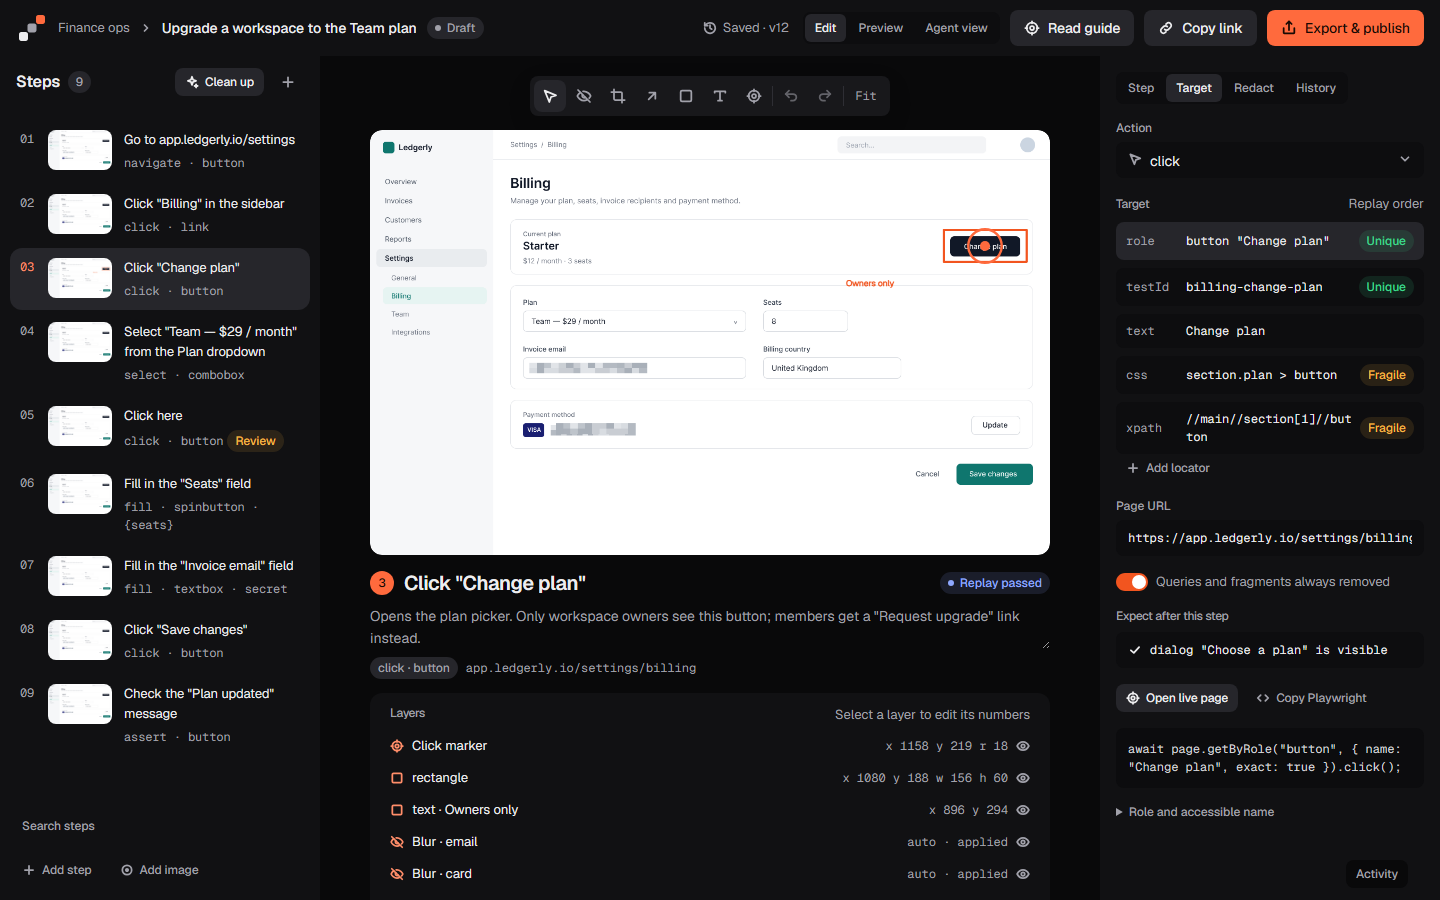 Finance ops
Upgrade a workspace to the Team plan
Draft
Saved · v12
Edit
Preview
Agent view
Read guide
Copy link
Export & publish
Steps
9
Clean up
01
Go to app.ledgerly.io/settings
navigate · button
02
Click "Billing" in the sidebar
click · link
03
Click "Change plan"
click · button
04
Select "Team — $29 / month"
from the Plan dropdown
select · combobox
05
Click here
click · button
Review
06
Fill in the "Seats" field
fill · spinbutton ·
{seats}
07
Fill in the "Invoice email" field
fill · textbox · secret
08
Click "Save changes"
click · button
09
Check the "Plan updated"
message
assert · button
Search steps
Add step
Add image
Fit
Ledgerly
Overview
Invoices
Customers
Reports
Settings
General
Billing
Team
Integrations
Settings / Billing
Search...
Billing
Manage your plan, seats, invoice recipients and payment method.
Current plan
Starter
$12 / month · 3 seats
Change plan
Owners only
Plan
Team — $29 / month
Seats
8
Invoice email
Billing country
United Kingdom
Payment method
VISA
Update
Cancel
Save changes
3
Click "Change plan"
Replay passed
Opens the plan picker. Only workspace owners see this button; members get a "Request upgrade" link
instead.
click · button
app.ledgerly.io/settings/billing
Layers
Select a layer to edit its numbers
Click marker
x 1158 y 219 r 18
rectangle
x 1080 y 188 w 156 h 60
text · Owners only
x 896 y 294
Blur · email
auto · applied
Blur · card
auto · applied
Step
Target
Redact
History
Action
click
Target
Replay order
role
button "Change plan"
Unique
testId
billing-change-plan
Unique
text
Change plan
css
section.plan > button
Fragile
xpath
//main//section[1]//but
ton
Fragile
Add locator
Page URL
https://app.ledgerly.io/settings/billing
Queries and fragments always removed
Expect after this step
dialog "Choose a plan" is visible
Open live page
Copy Playwright
await page.getByRole("button", { name:
"Change plan", exact: true }).click();
Role and accessible name
Activity